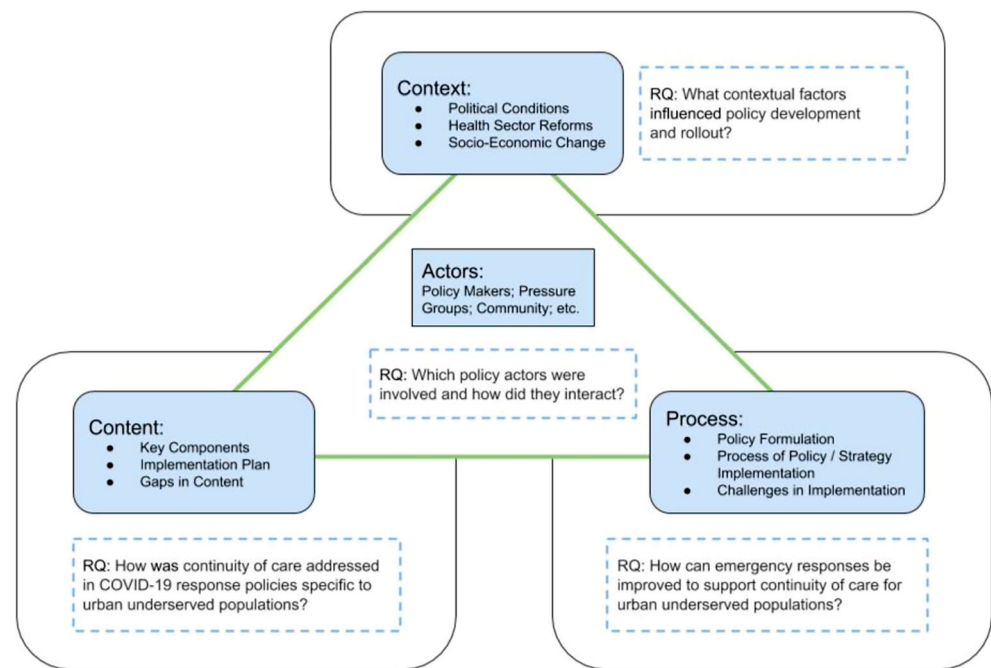 Context:
● Political Conditions
● Health Sector Reforms
● Socio-Economic Change
RQ: What contextual factors
influenced policy development
and rollout?
Actors:
Policy Makers; Pressure
Groups; Community; etc.
RQ: Which policy actors were
involved and how did they interact?
Content:
● Key Components
● Implementation Plan
● Gaps in Content
Process:
● Policy Formulation
● Process of Policy / Strategy
Implementation
● Challenges in Implementation
RQ: How was continuity of care addressed
in COVID-19 response policies specific to
urban underserved populations?
RQ: How can emergency responses be
improved to support continuity of care for
urban underserved populations?